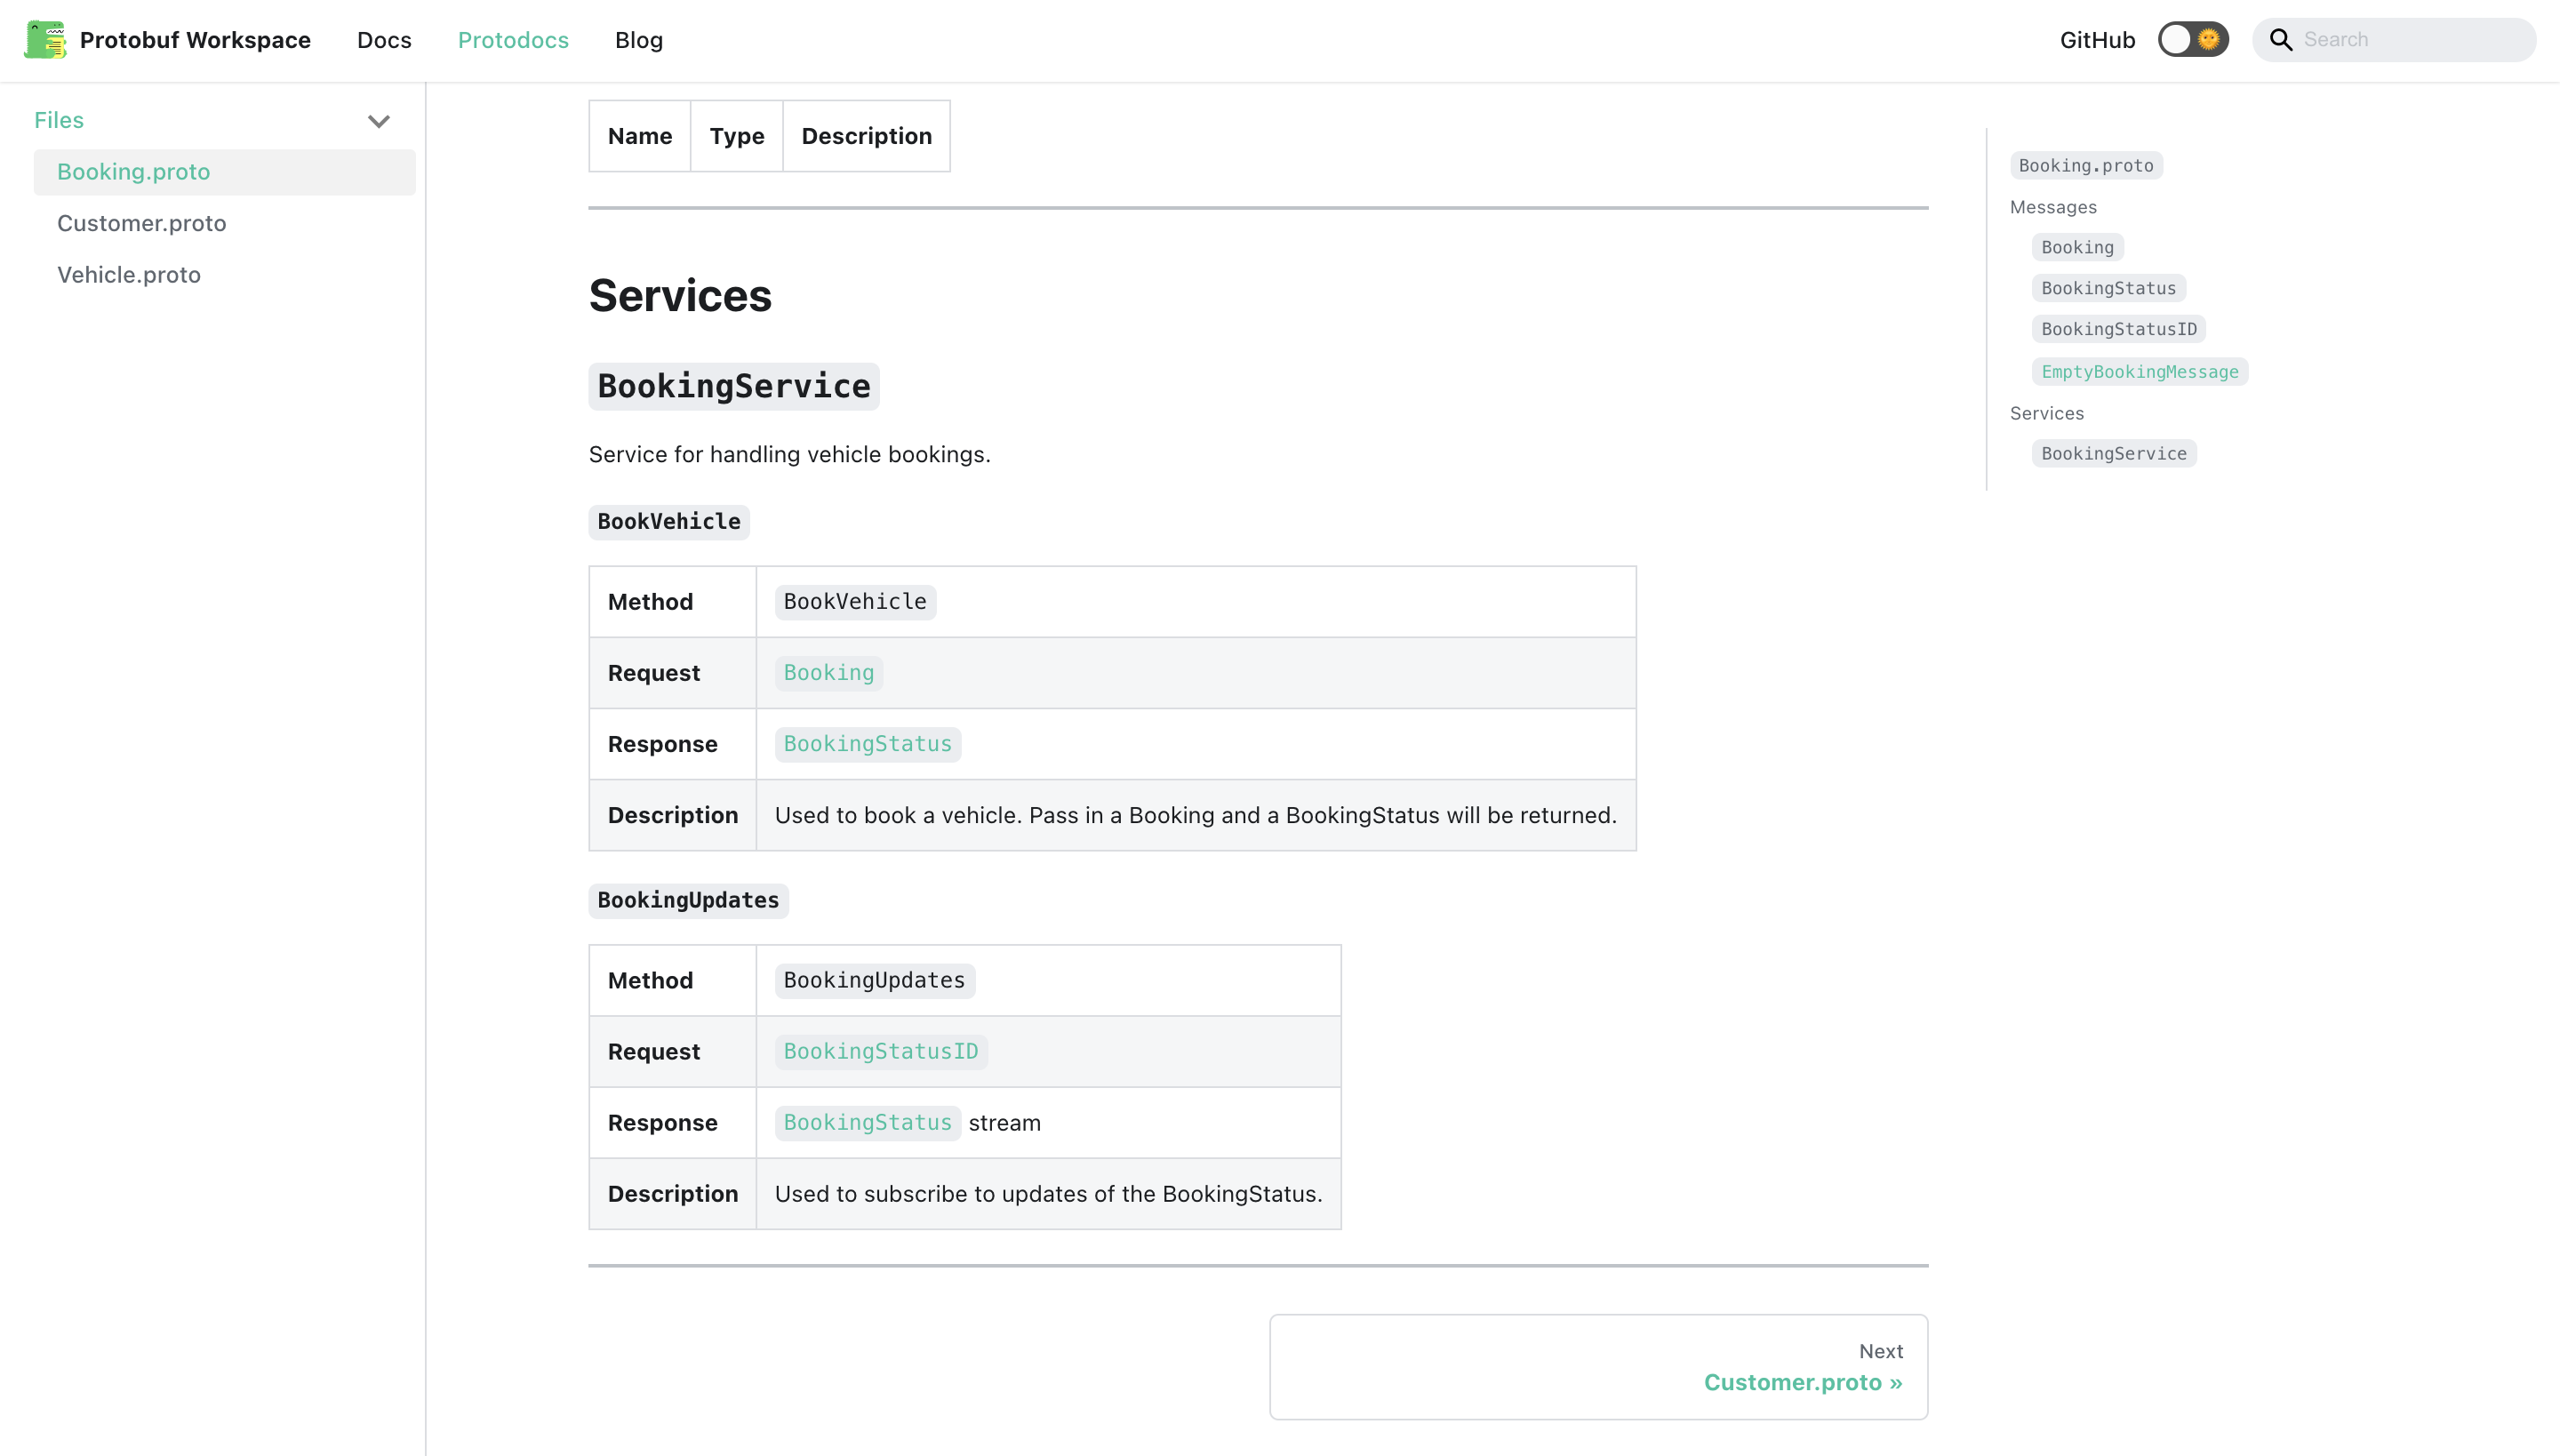 Protobuf Workspace Docs Protodocs Blog GitHub Search
Files
Booking.proto
Customer.proto
Vehicle.proto
Name Type Description
Services
BookingService
Service for handling vehicle bookings.
BookVehicle
Method BookVehicle
Request Booking
Response BookingStatus
Description Used to book a vehicle. Pass in a Booking and a BookingStatus will be returned.
BookingUpdates
Method BookingUpdates
Request BookingStatusID
Response BookingStatus stream
Description Used to subscribe to updates of the BookingStatus.
Next
Customer.proto »
Booking.proto
Messages
Booking
BookingStatus
BookingStatusID
EmptyBookingMessage
Services
BookingService